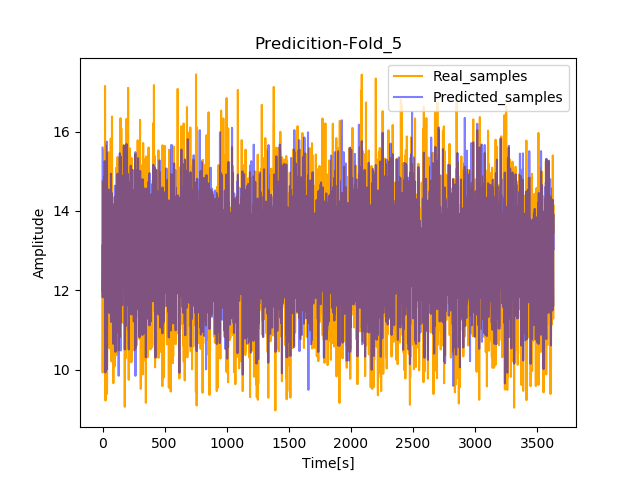 Predicition-Fold_5
Real_samples
Predicted_samples
Amplitude
16
14
12
10
0 500 1000 1500 2000 2500 3000 3500
Time[s]